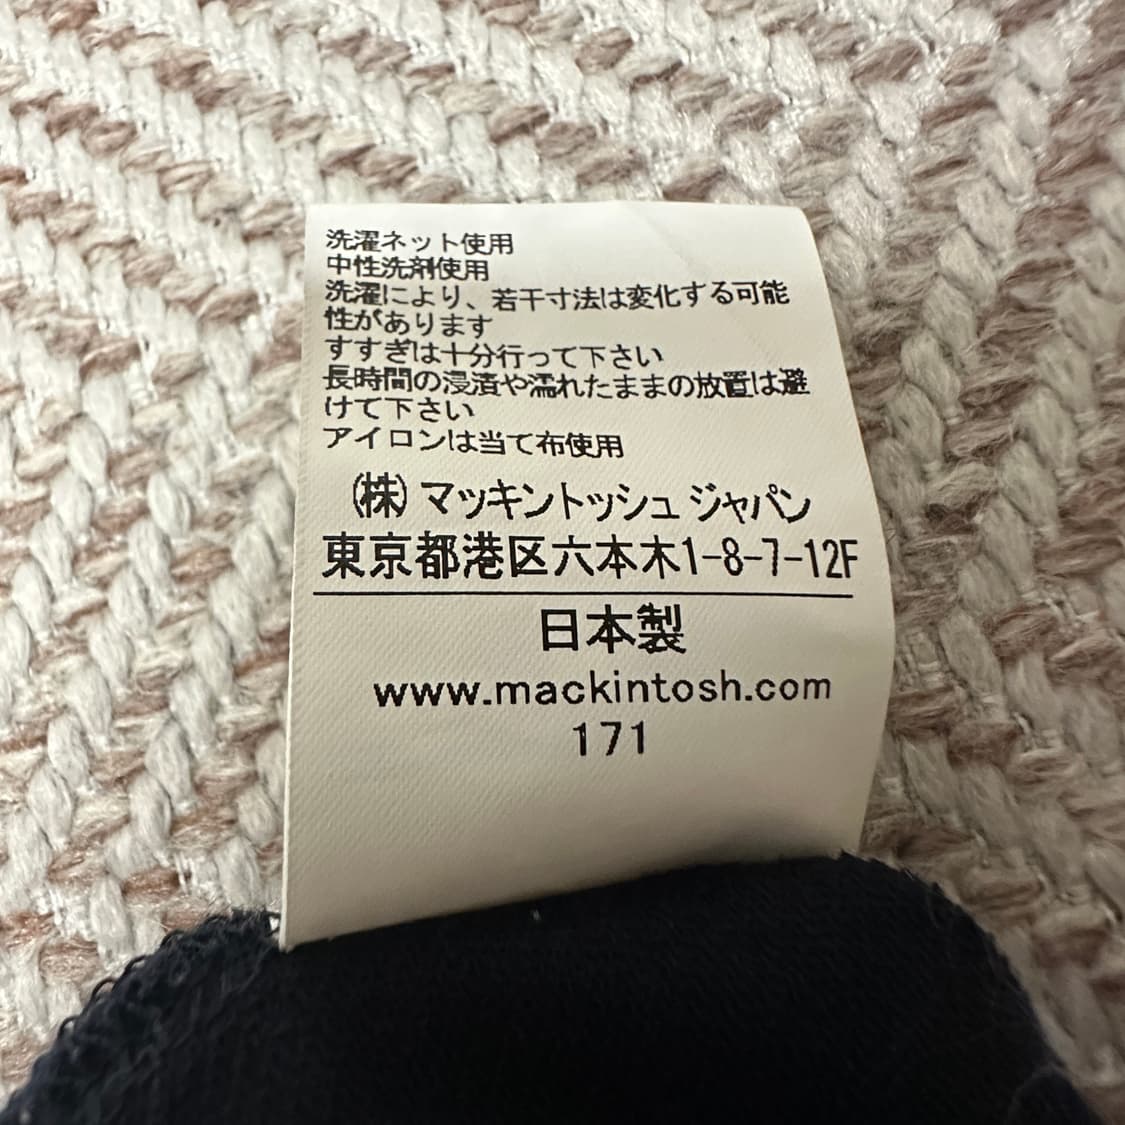 洗濯ネット使用
中性洗剤使用
洗濯により、若干寸法は変化する可能
性があります
すすぎは十分行って下さい
長時間の浸漬や濡れたままの放置は避
けて下さい
アイロンは当て布使用
(株) マッキントッシュ ジャパン
東京都港区六本木1-8-7-12F
日本製
www.mackintosh.com
171